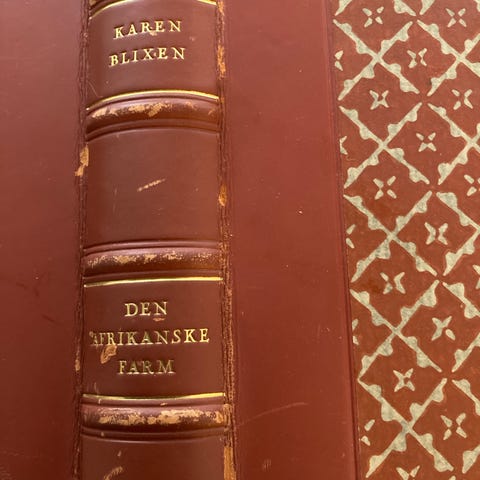 KAREN
BLIXEN
DEN
AFRIKANSKE
FARM